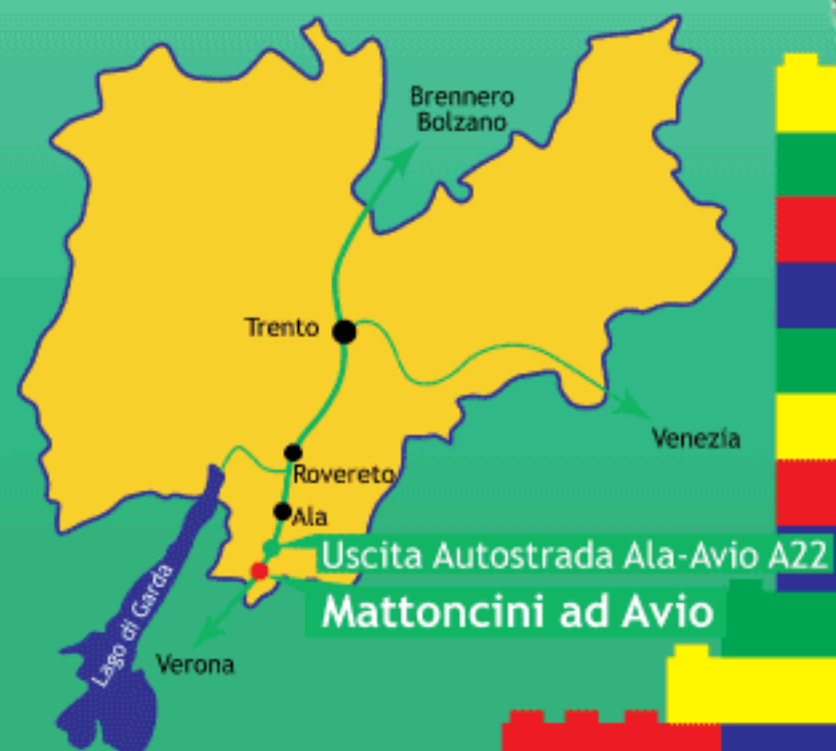 Brennero
Bolzano
Trento
Venezia
Rovereto
Ala
Uscita Autostrada Ala-Avio A22
Mattoncini ad Avio
Lago di Garda
Verona